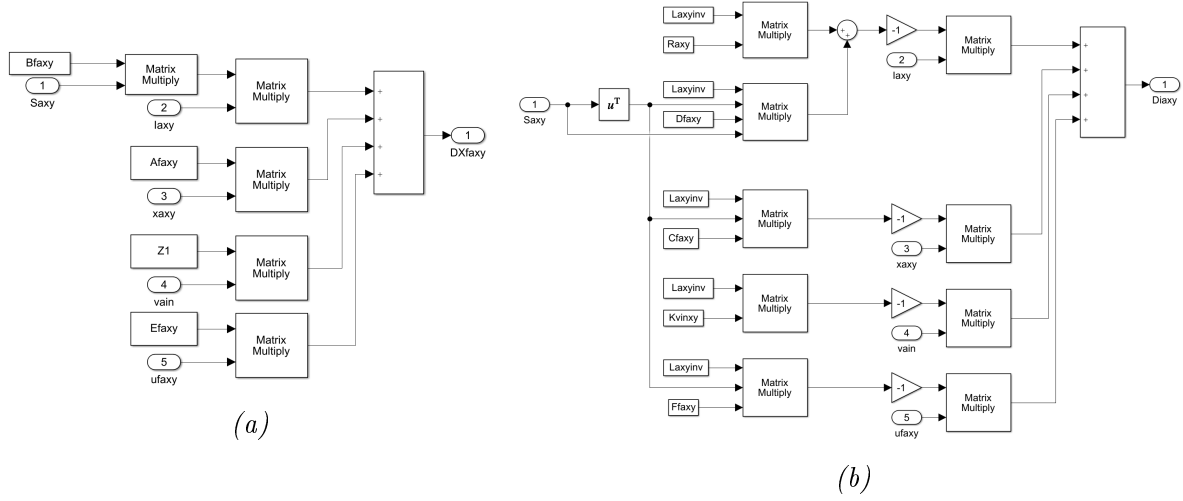 Bfaxy
1
Saxy
Matrix
Multiply
2
Iaxy
Matrix
Multiply
Afaxy
3
xaxy
Matrix
Multiply
Z1
4
vain
Matrix
Multiply
Efaxy
5
ufaxy
Matrix
Multiply
+
+
+
+
1
DXfaxy
(a)
Laxyinv
Raxy
Matrix
Multiply
+
+
-1
2
Iaxy
Matrix
Multiply
1
Saxy
u^T
Laxyinv
Dfaxy
Matrix
Multiply
Laxyinv
Cfaxy
Matrix
Multiply
-1
3
xaxy
Matrix
Multiply
Laxyinv
Kvinxy
Matrix
Multiply
-1
4
vain
Matrix
Multiply
Laxyinv
Ffaxy
Matrix
Multiply
-1
5
ufaxy
Matrix
Multiply
+
+
+
+
1
Diaxy
(b)